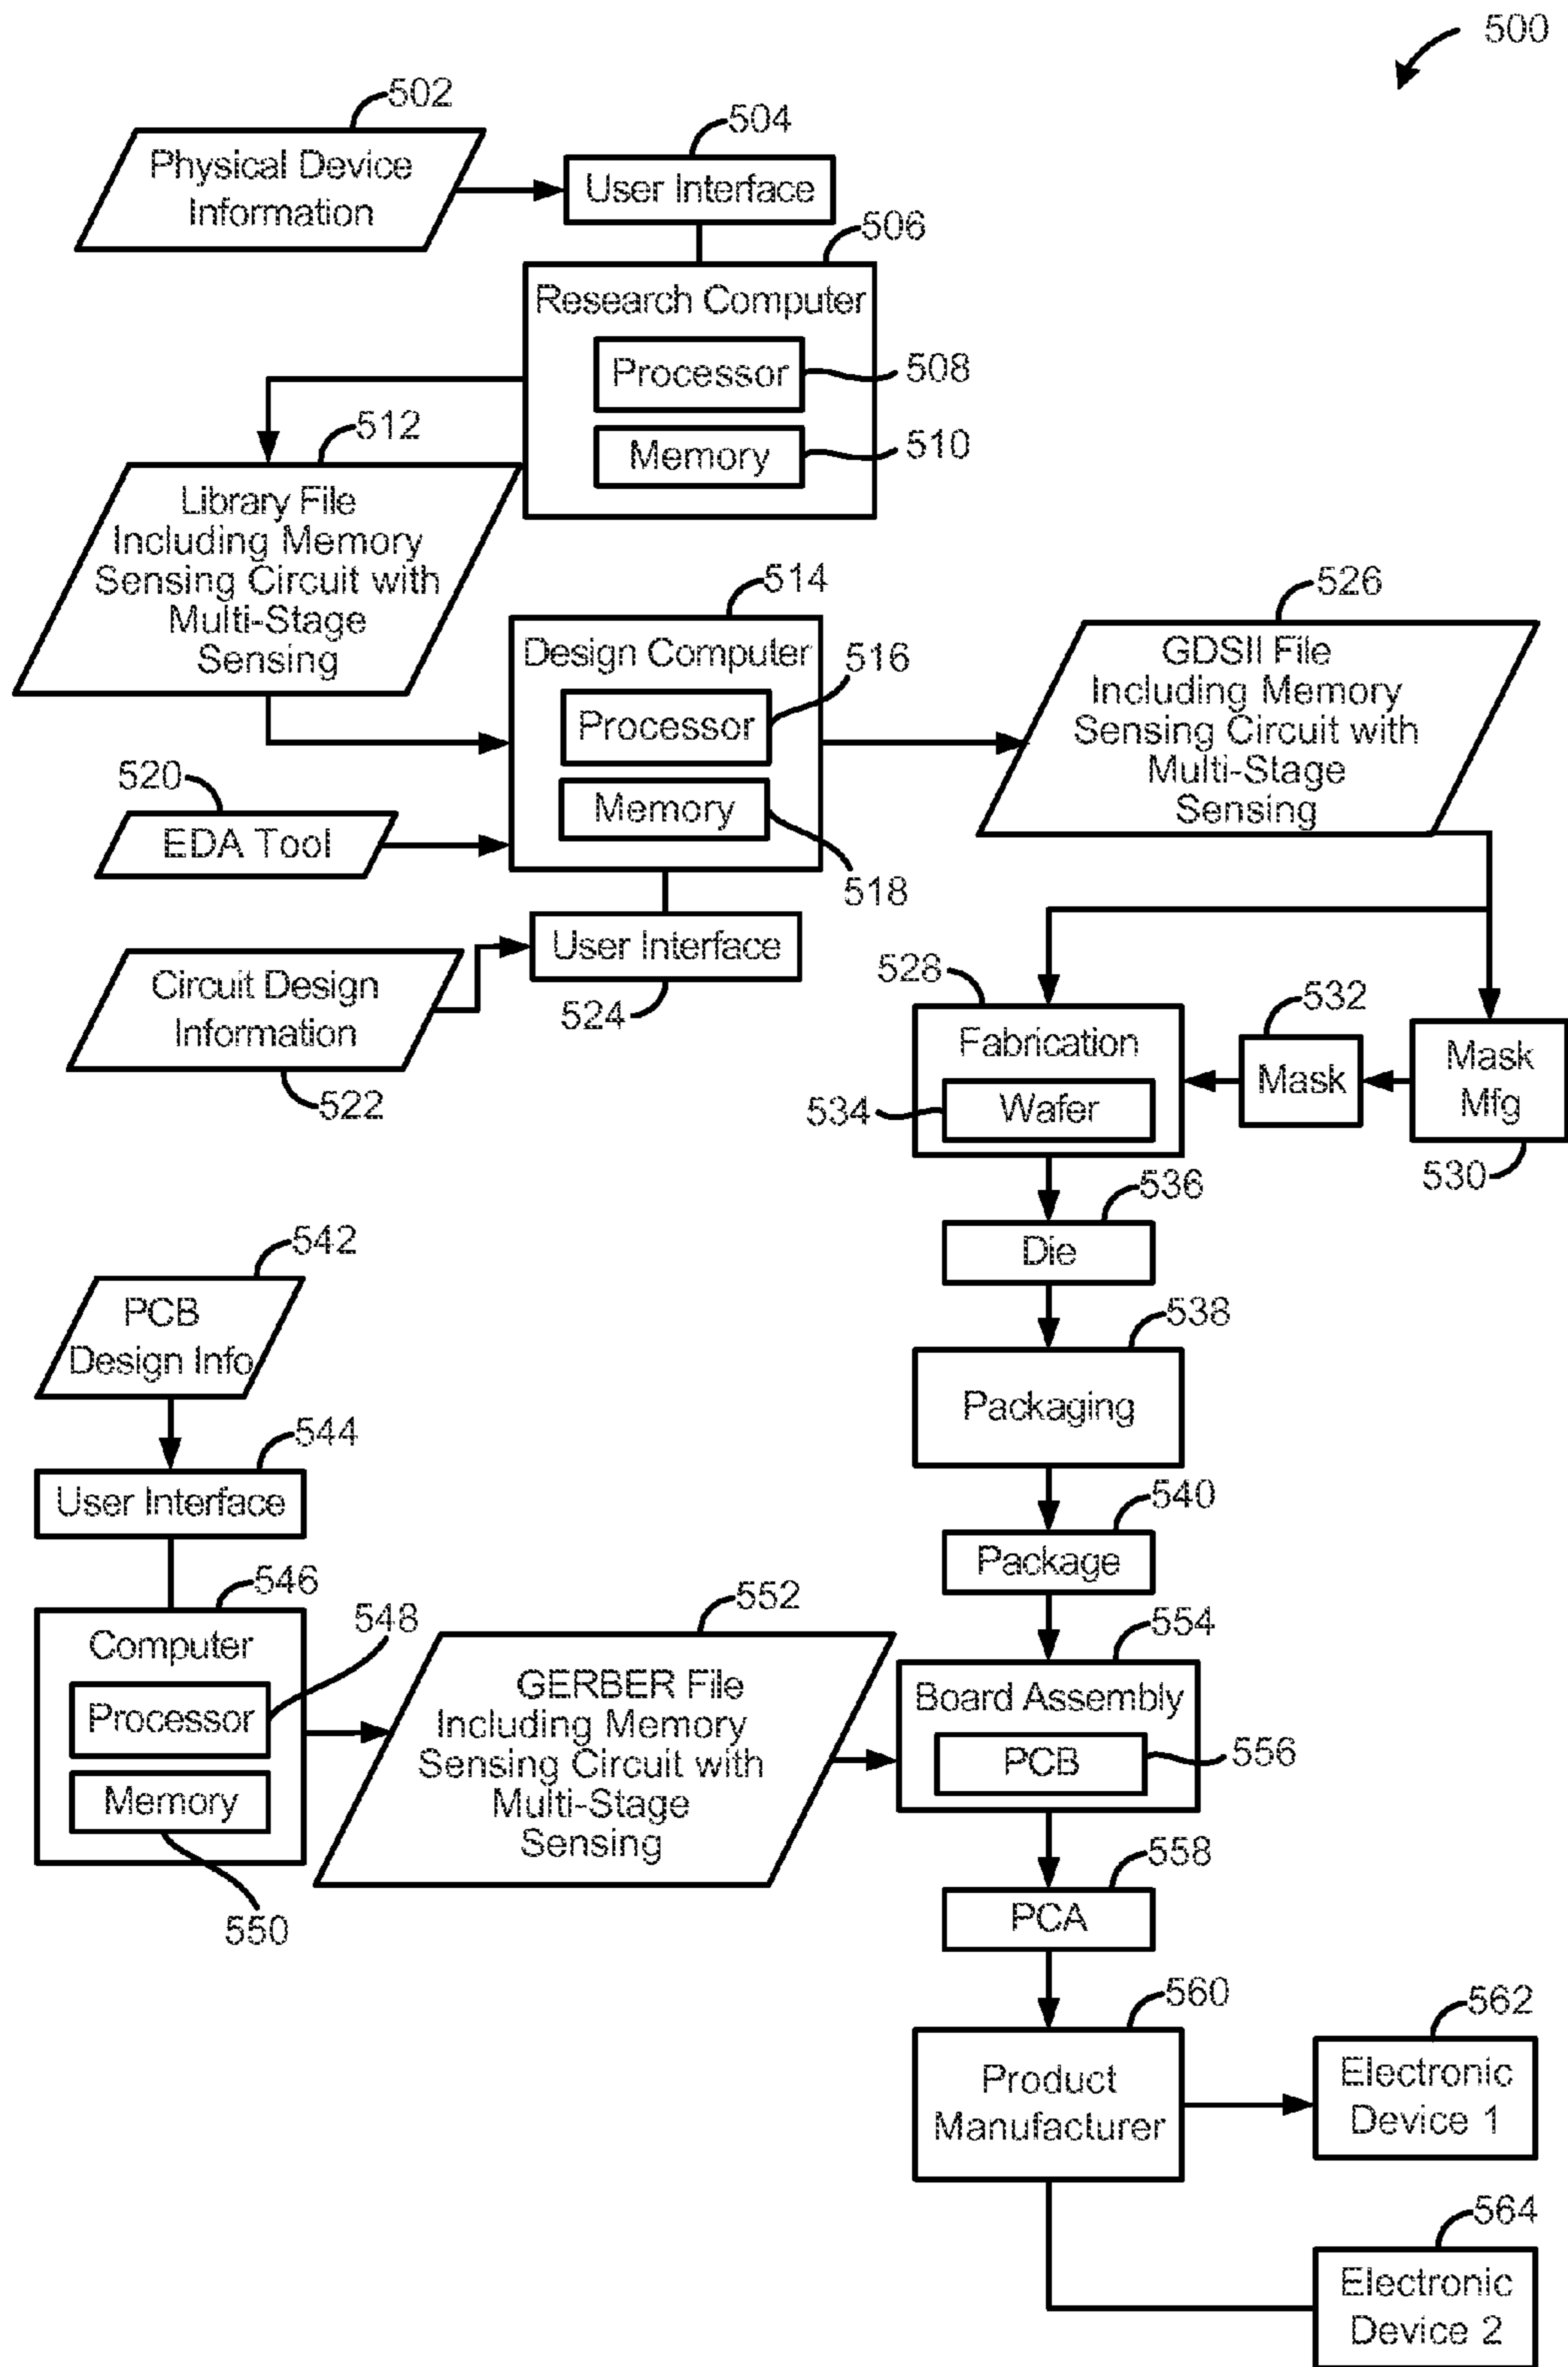 500
502
Physical Device
Information
504
User Interface
506
Research Computer
Processor
508
Memory
510
512
Library File
Including Memory
Sensing Circuit with
Multi-Stage
Sensing
514
Design Computer
Processor
516
Memory
518
520
EDA Tool
522
Circuit Design
Information
User Interface
524
526
GDSII File
Including Memory
Sensing Circuit with
Multi-Stage
Sensing
528
Fabrication
534
Wafer
532
Mask
Mask
Mfg
530
536
Die
538
Packaging
540
Package
542
PCB
Design Info
544
User Interface
546
Computer
548
Processor
Memory
550
552
GERBER File
Including Memory
Sensing Circuit with
Multi-Stage
Sensing
554
Board Assembly
PCB
556
558
PCA
560
Product
Manufacturer
562
Electronic
Device 1
564
Electronic
Device 2